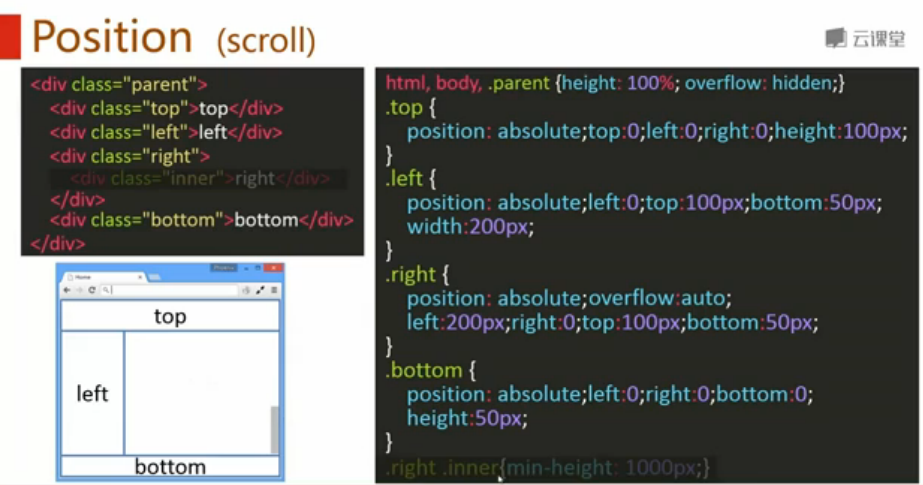 Position (scroll)
云课堂
<div class="parent">
<div class="top">top</div>
<div class="left">left</div>
<div class="right">
<div class="inner">right</div>
</div>
<div class="bottom">bottom</div>
</div>
Home
top
left
bottom
html, body, .parent {height: 100%; overflow: hidden;}
.top {
position: absolute;top:0;left:0;right:0;height:100px;
}
.left {
position: absolute;left:0;top:100px;bottom:50px;
width:200px;
}
.right {
position: absolute;overflow:auto;
left:200px;right:0;top:100px;bottom:50px;
}
.bottom {
position: absolute;left:0;right:0;bottom:0;
height:50px;
}
.right .inner{min-height: 1000px;}